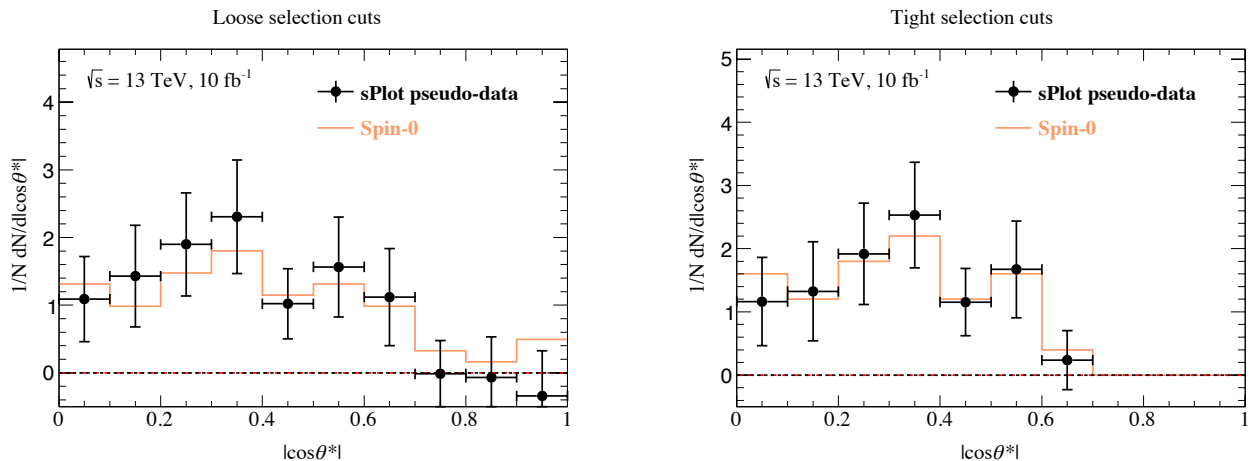 Loose selection cuts
√s = 13 TeV, 10 fb⁻¹
sPlot pseudo-data
Spin-0
1/N dN/d|cosθ*|
4
3
2
1
0
0 0.2 0.4 0.6 0.8 1
|cosθ*|
Tight selection cuts
√s = 13 TeV, 10 fb⁻¹
sPlot pseudo-data
Spin-0
1/N dN/d|cosθ*|
5
4
3
2
1
0
0 0.2 0.4 0.6 0.8 1
|cosθ*|